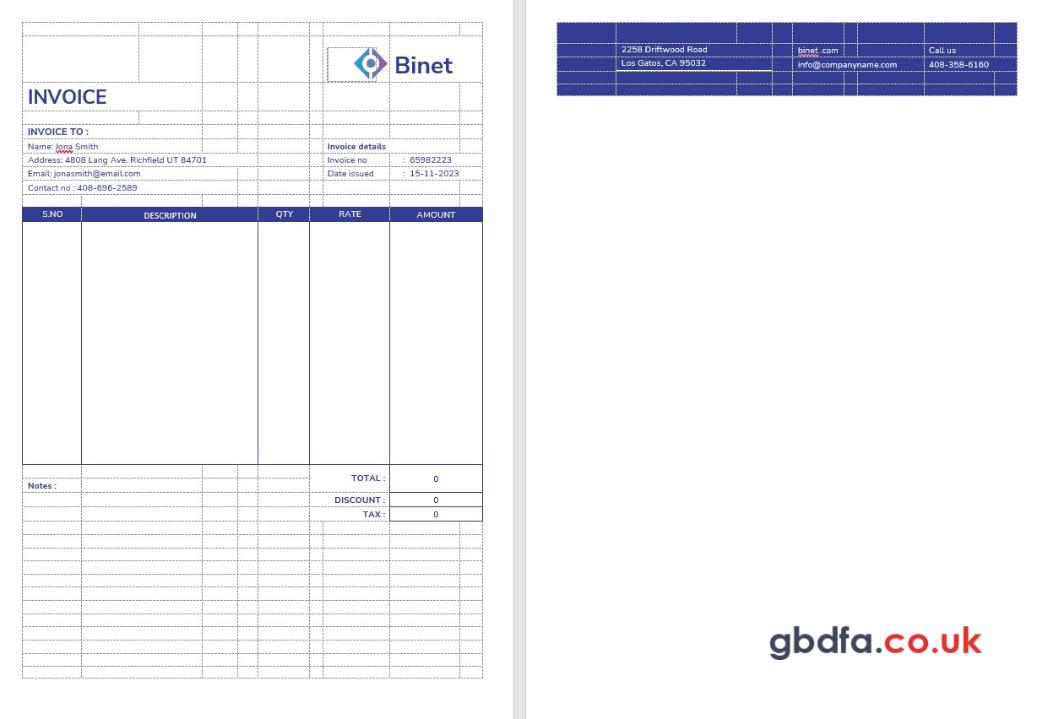 Binet
INVOICE
INVOICE TO :
Name: Jona Smith
Invoice details
Address: 4808 Lang Ave. Richfield UT 84701
Invoice no : 65982223
Email: jonasmith@email.com
Date issued : 15-11-2023
Contact no : 408-696-2589
S.NO DESCRIPTION QTY RATE AMOUNT
TOTAL : 0
Notes :
DISCOUNT : 0
TAX : 0
2258 Driftwood Road binet .com Call us
Los Gatos, CA 95032 info@companyname.com 408-358-6160
gbdfa.co.uk